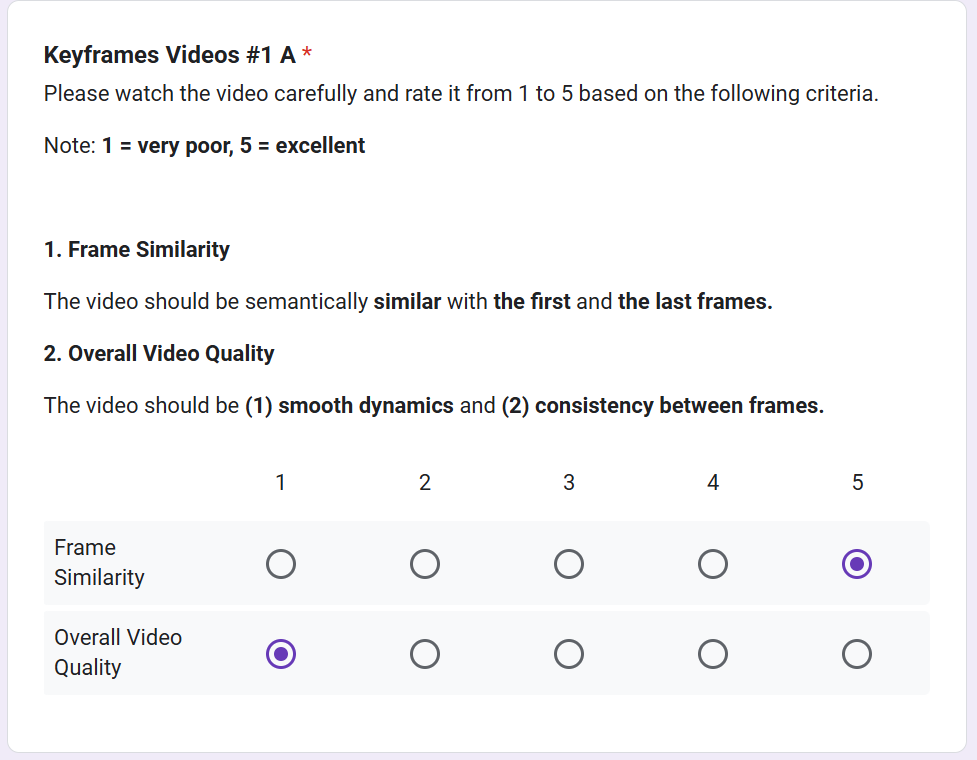 Keyframes Videos #1 A *
Please watch the video carefully and rate it from 1 to 5 based on the following criteria.
Note: 1 = very poor, 5 = excellent
1. Frame Similarity
The video should be semantically similar with the first and the last frames.
2. Overall Video Quality
The video should be (1) smooth dynamics and (2) consistency between frames.
1 2 3 4 5
Frame
Similarity
Overall Video
Quality